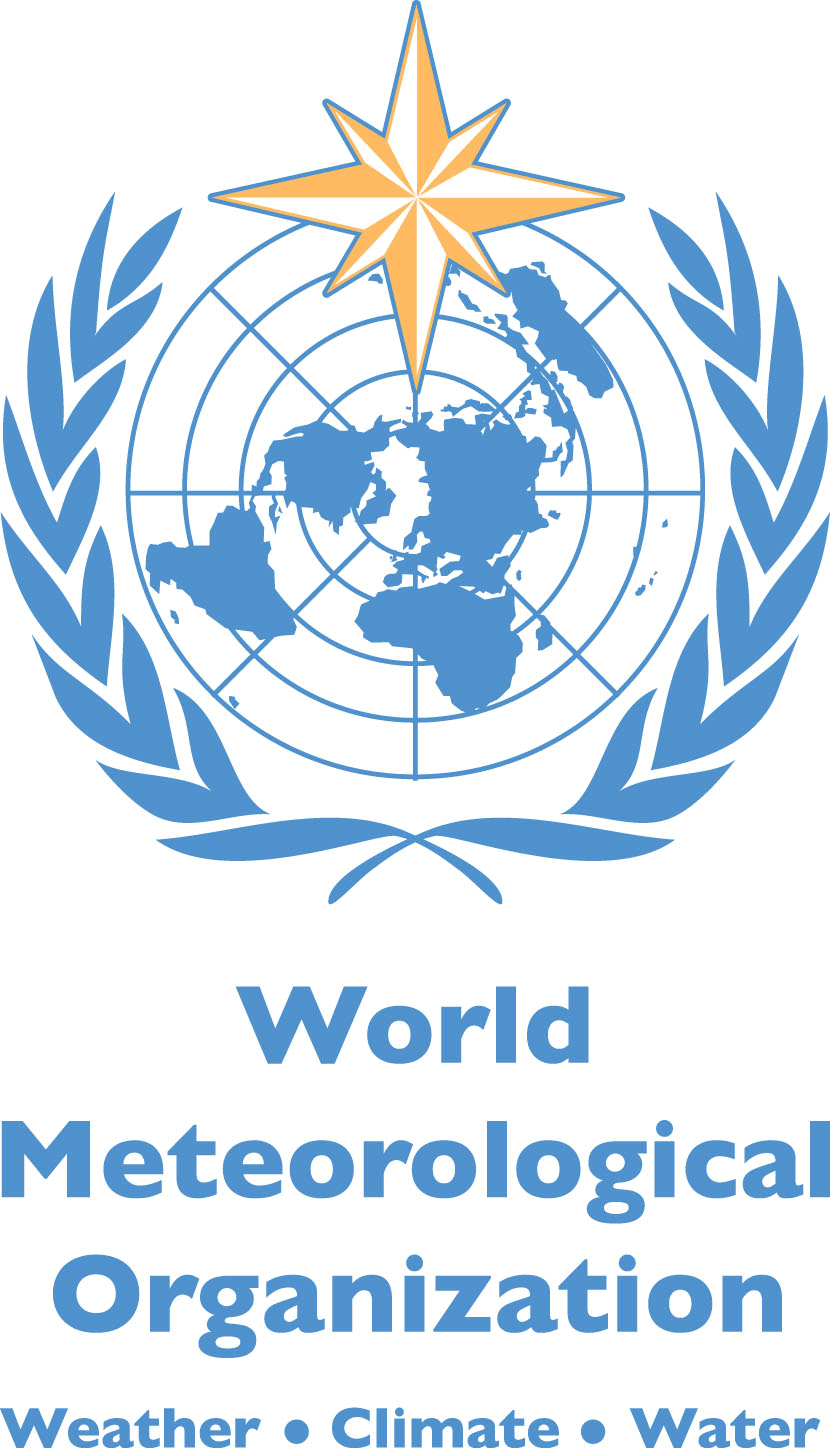 World
Meteorological
Organization
Weather • Climate • Water